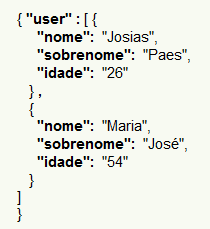 { "user" : [ {
"nome": "Josias",
"sobrenome": "Paes",
"idade": "26"
} ,
{
"nome": "Maria",
"sobrenome": "José",
"idade": "54"
}
]
}